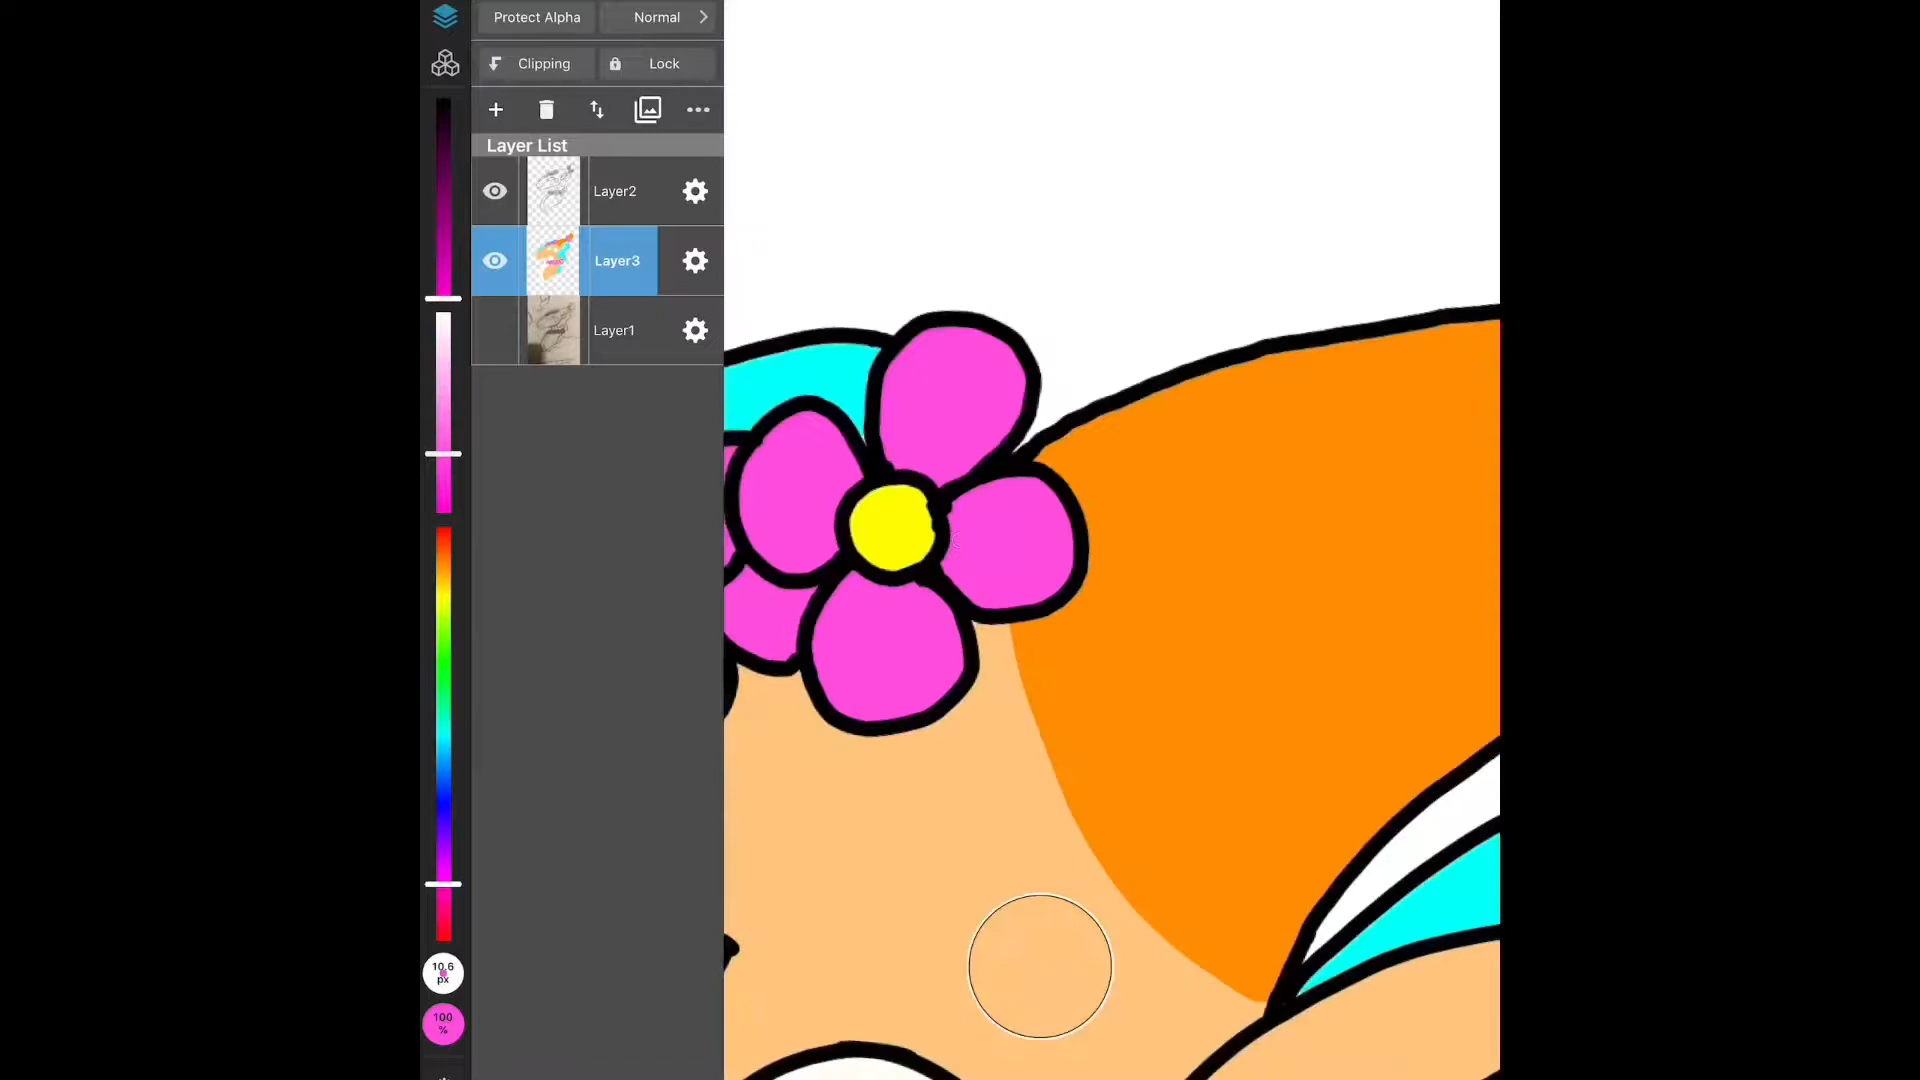 Protect Alpha
Normal
Clipping
Lock
Layer List
Layer2
Layer3
Layer1
10.6
px
100
%